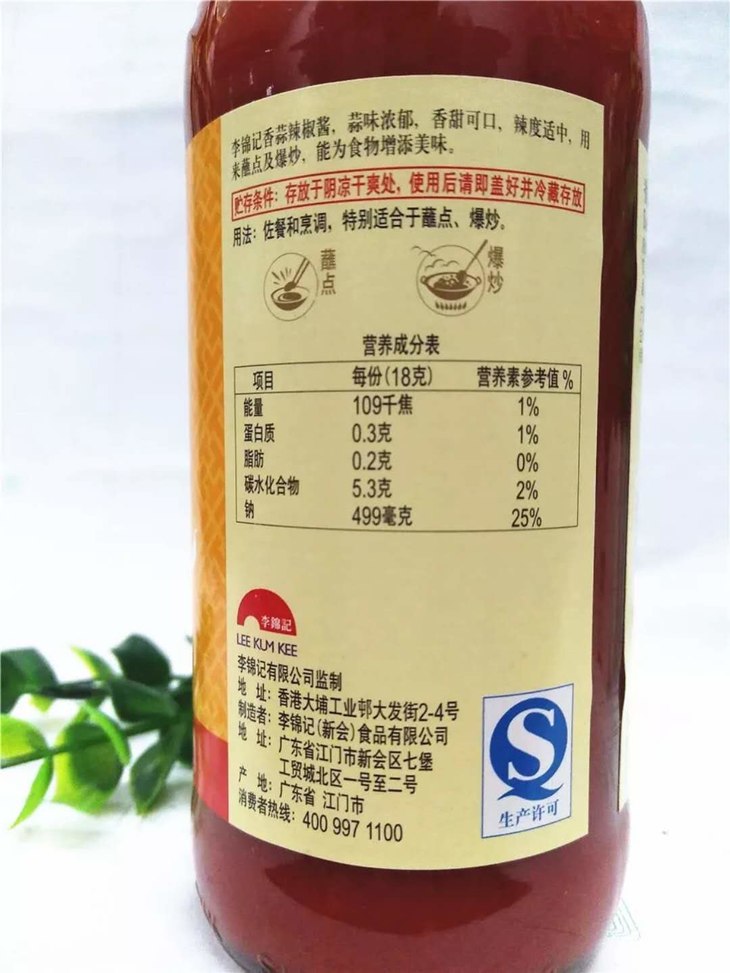 李锦记香蒜辣椒酱，蒜味浓郁，香甜可口，辣度适中，用
来蘸点及爆炒，能为食物增添美味。
贮存条件：存放于阴凉干爽处，使用后请即盖好并冷藏存放
用法：佐餐和烹调，特别适合于蘸点、爆炒。
蘸点
爆炒
营养成分表
项目 每份(18克) 营养素参考值 %
能量 109千焦 1%
蛋白质 0.3克 1%
脂肪 0.2克 0%
碳水化合物 5.3克 2%
钠 499毫克 25%
李錦記
LEE KUM KEE
李锦记有限公司监制
地 址：香港大埔工业邨大发街2-4号
制造者：李锦记(新会)食品有限公司
地 址：广东省江门市新会区七堡
工贸城北区一号至二号
产 地：广东省 江门市
消费者热线：400 997 1100
生产许可